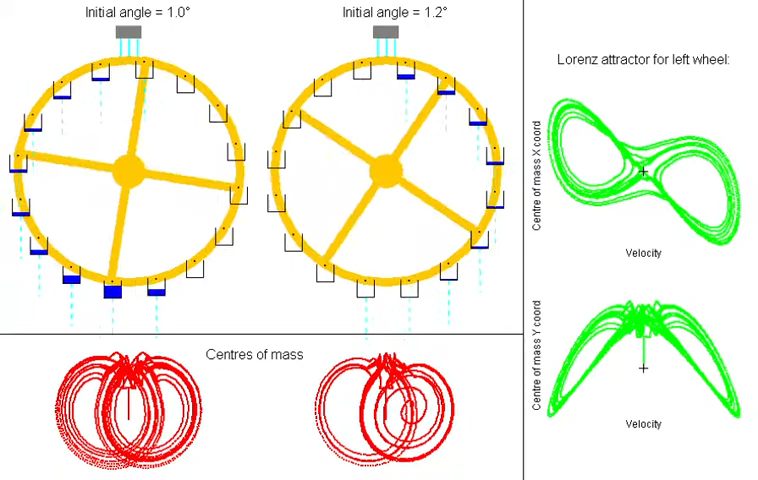 Initial angle = 1.0°
Initial angle = 1.2°
Lorenz attractor for left wheel:
Centre of mass X coord
Velocity
Centre of mass Y coord
Velocity
Centres of mass